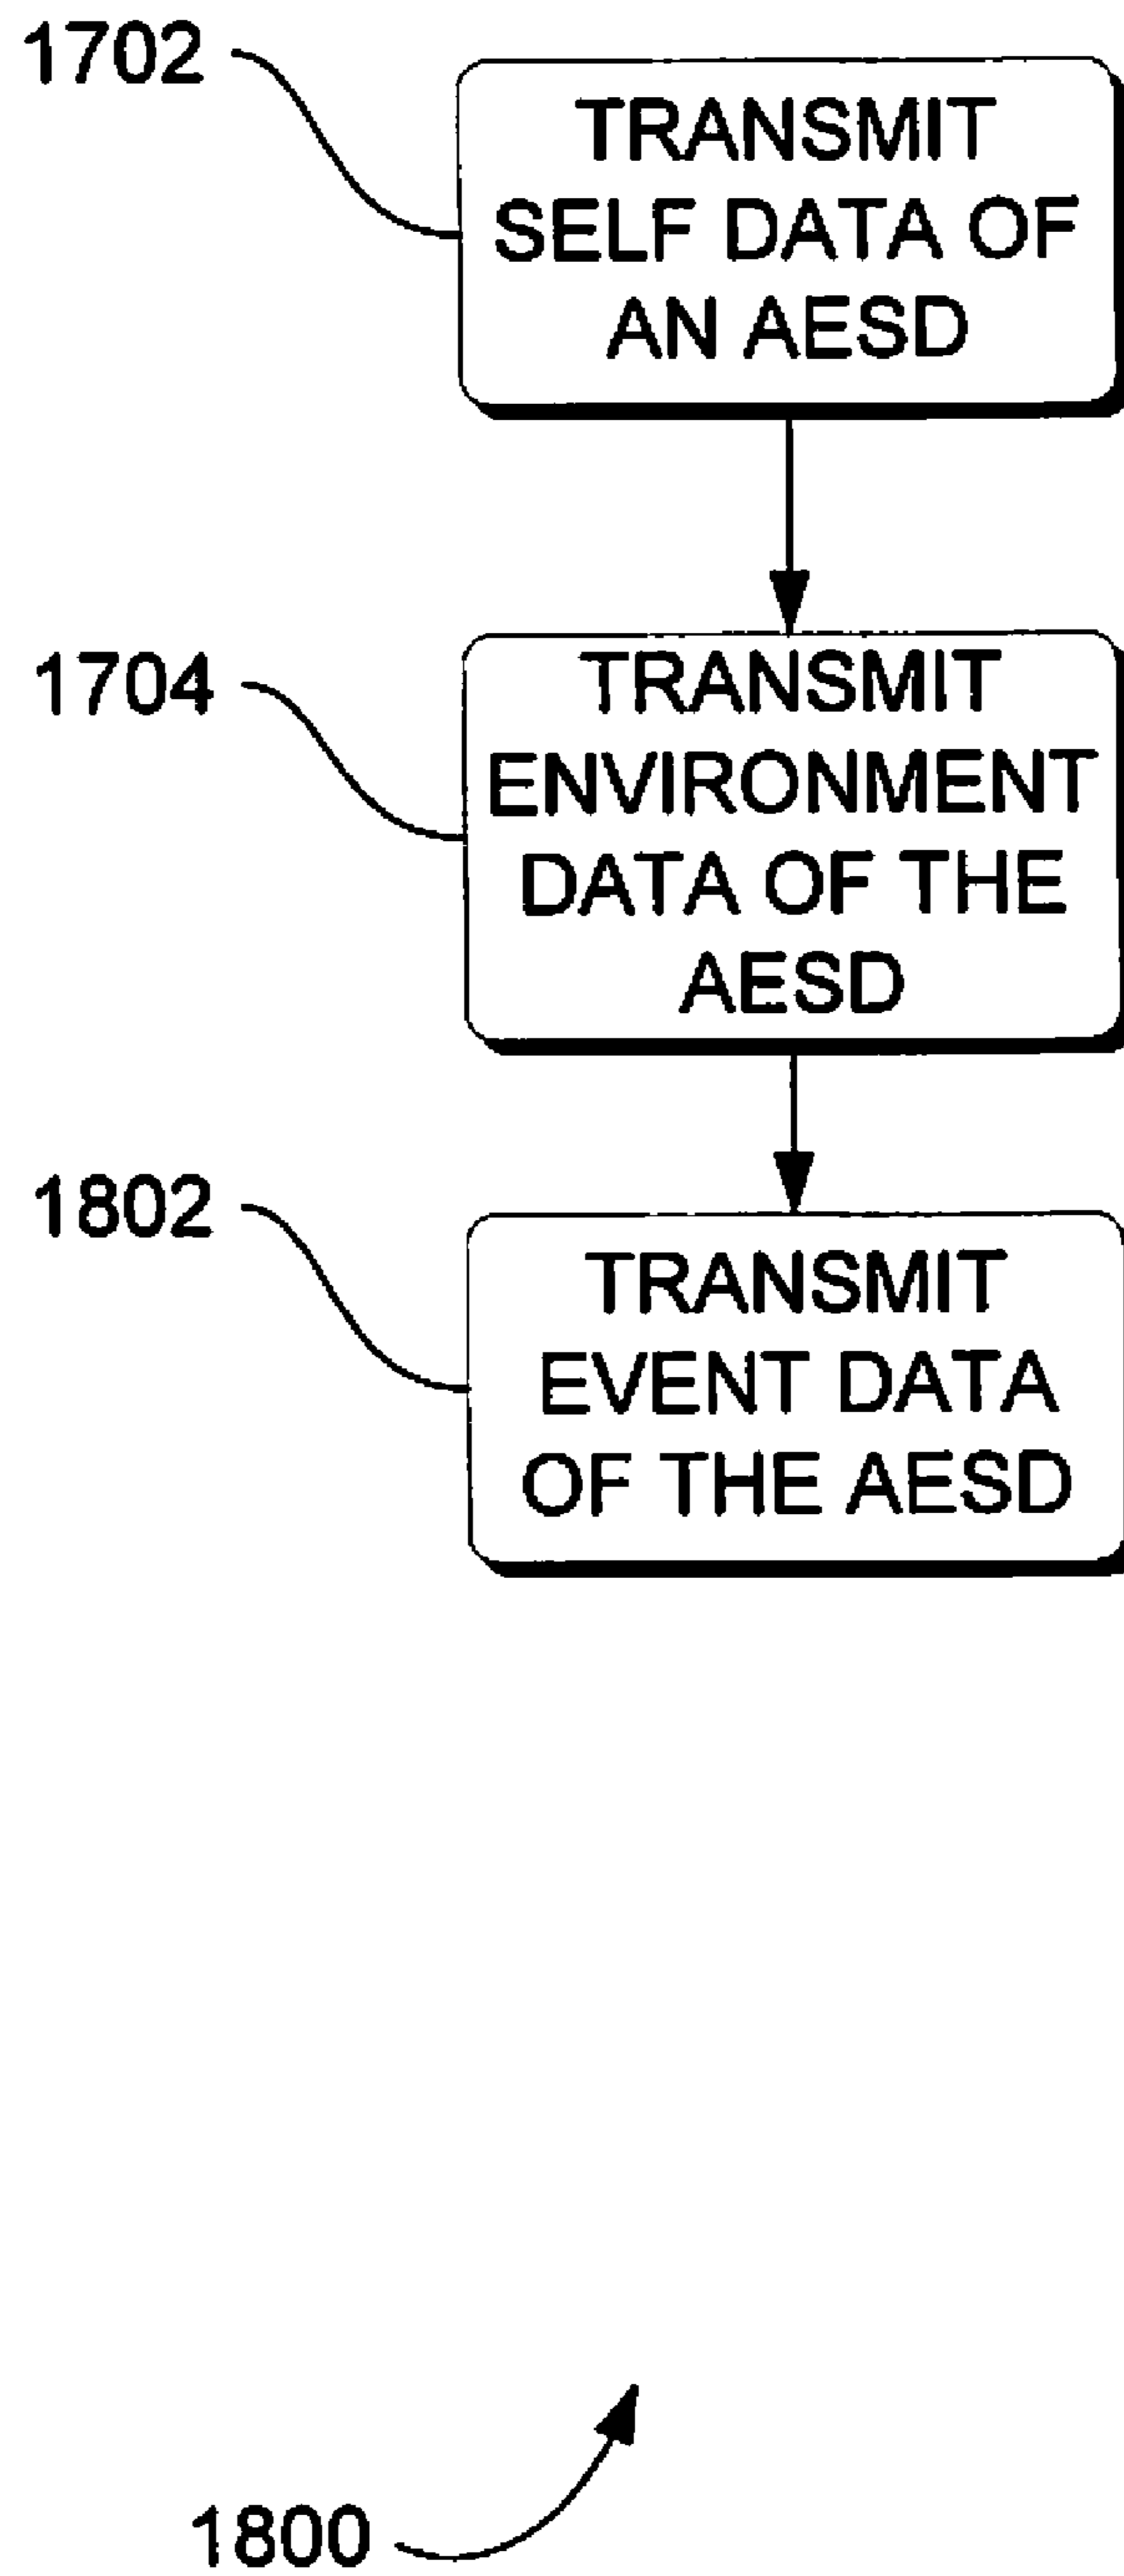 1702
TRANSMIT
SELF DATA OF
AN AESD
1704
TRANSMIT
ENVIRONMENT
DATA OF THE
AESD
1802
TRANSMIT
EVENT DATA
OF THE AESD
1800